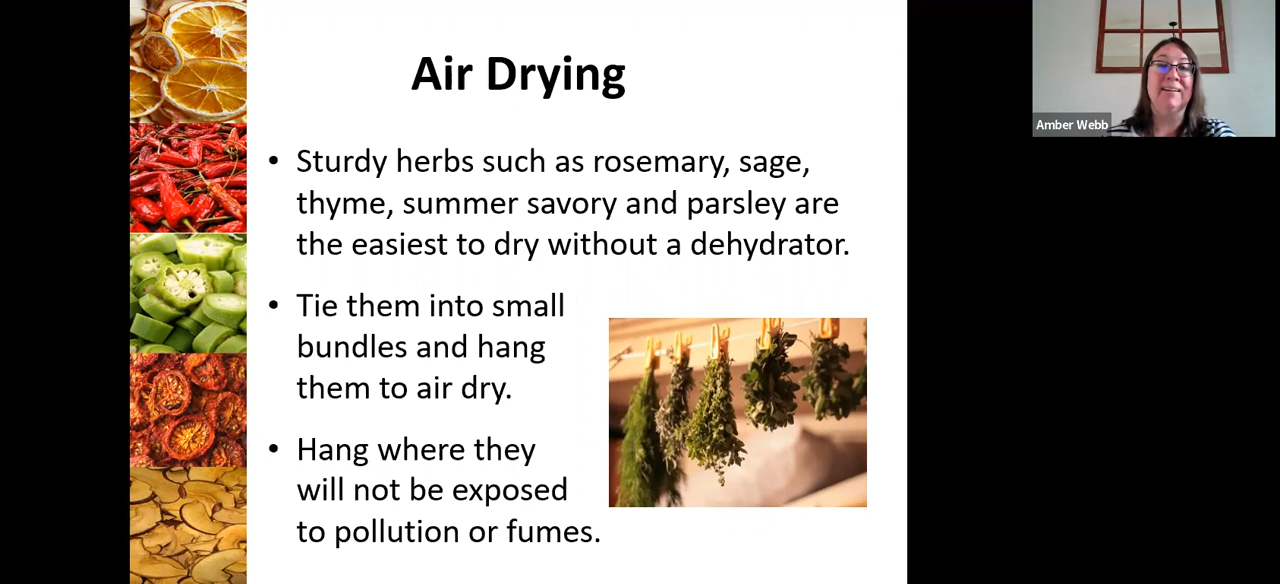 Air Drying
• Sturdy herbs such as rosemary, sage,
thyme, summer savory and parsley are
the easiest to dry without a dehydrator.
• Tie them into small
bundles and hang
them to air dry.
• Hang where they
will not be exposed
to pollution or fumes.
Amber Webb